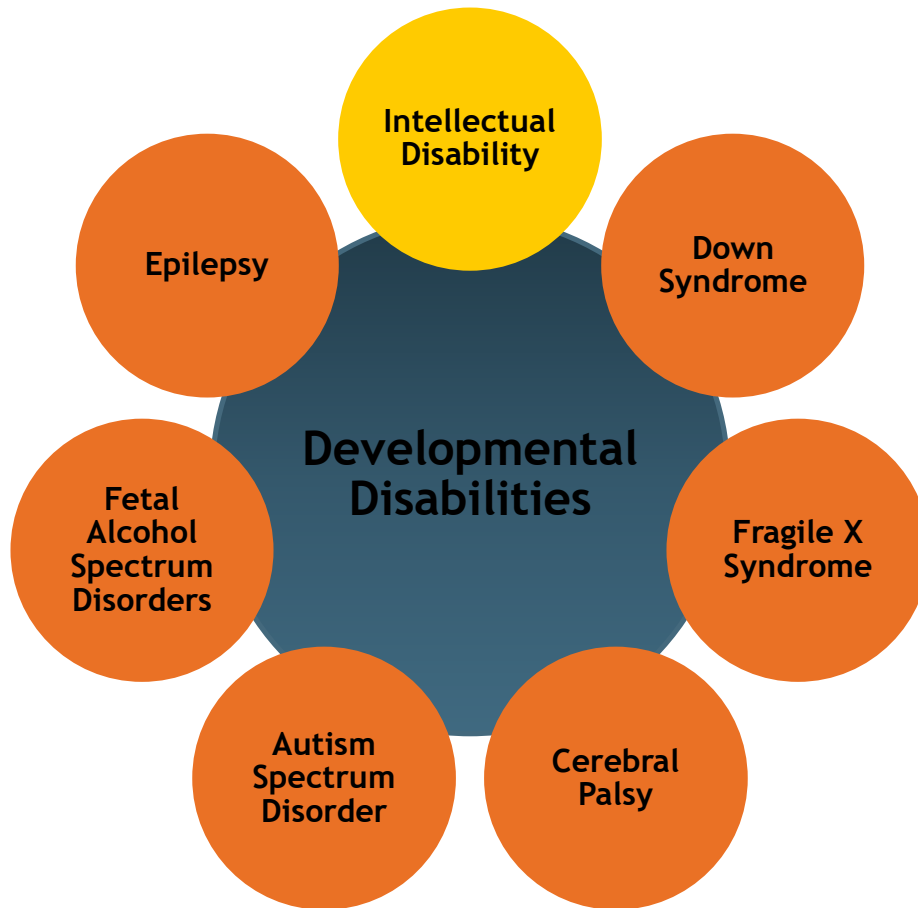 Intellectual
Disability
Epilepsy
Down
Syndrome
Developmental
Disabilities
Fetal
Alcohol
Spectrum
Disorders
Fragile X
Syndrome
Autism
Spectrum
Disorder
Cerebral
Palsy